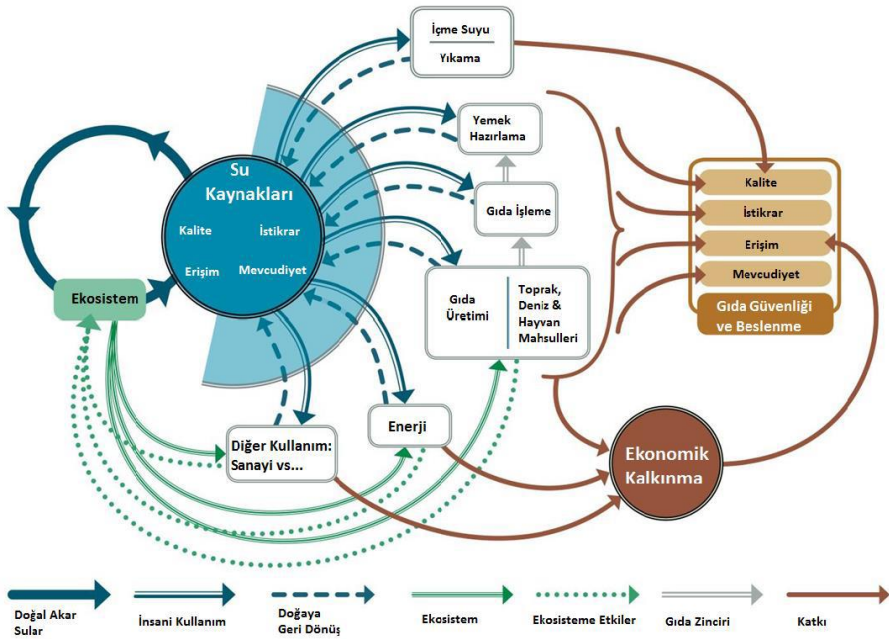 İçme Suyu
Yıkama
Yemek
Hazırlama
Su
Kaynakları
Kalite
İstikrar
Erişim
Mevcudiyet
Gıda İşleme
Kalite
İstikrar
Erişim
Mevcudiyet
Gıda Güvenliği
ve Beslenme
Ekosistem
Gıda
Üretimi
Toprak,
Deniz &
Hayvan
Mahsulleri
Diğer Kullanım:
Sanayi vs...
Enerji
Ekonomik
Kalkınma
Doğal Akar
Sular
İnsani Kullanım
Doğaya
Geri Dönüş
Ekosistem
Ekosisteme Etkiler
Gıda Zinciri
Katkı